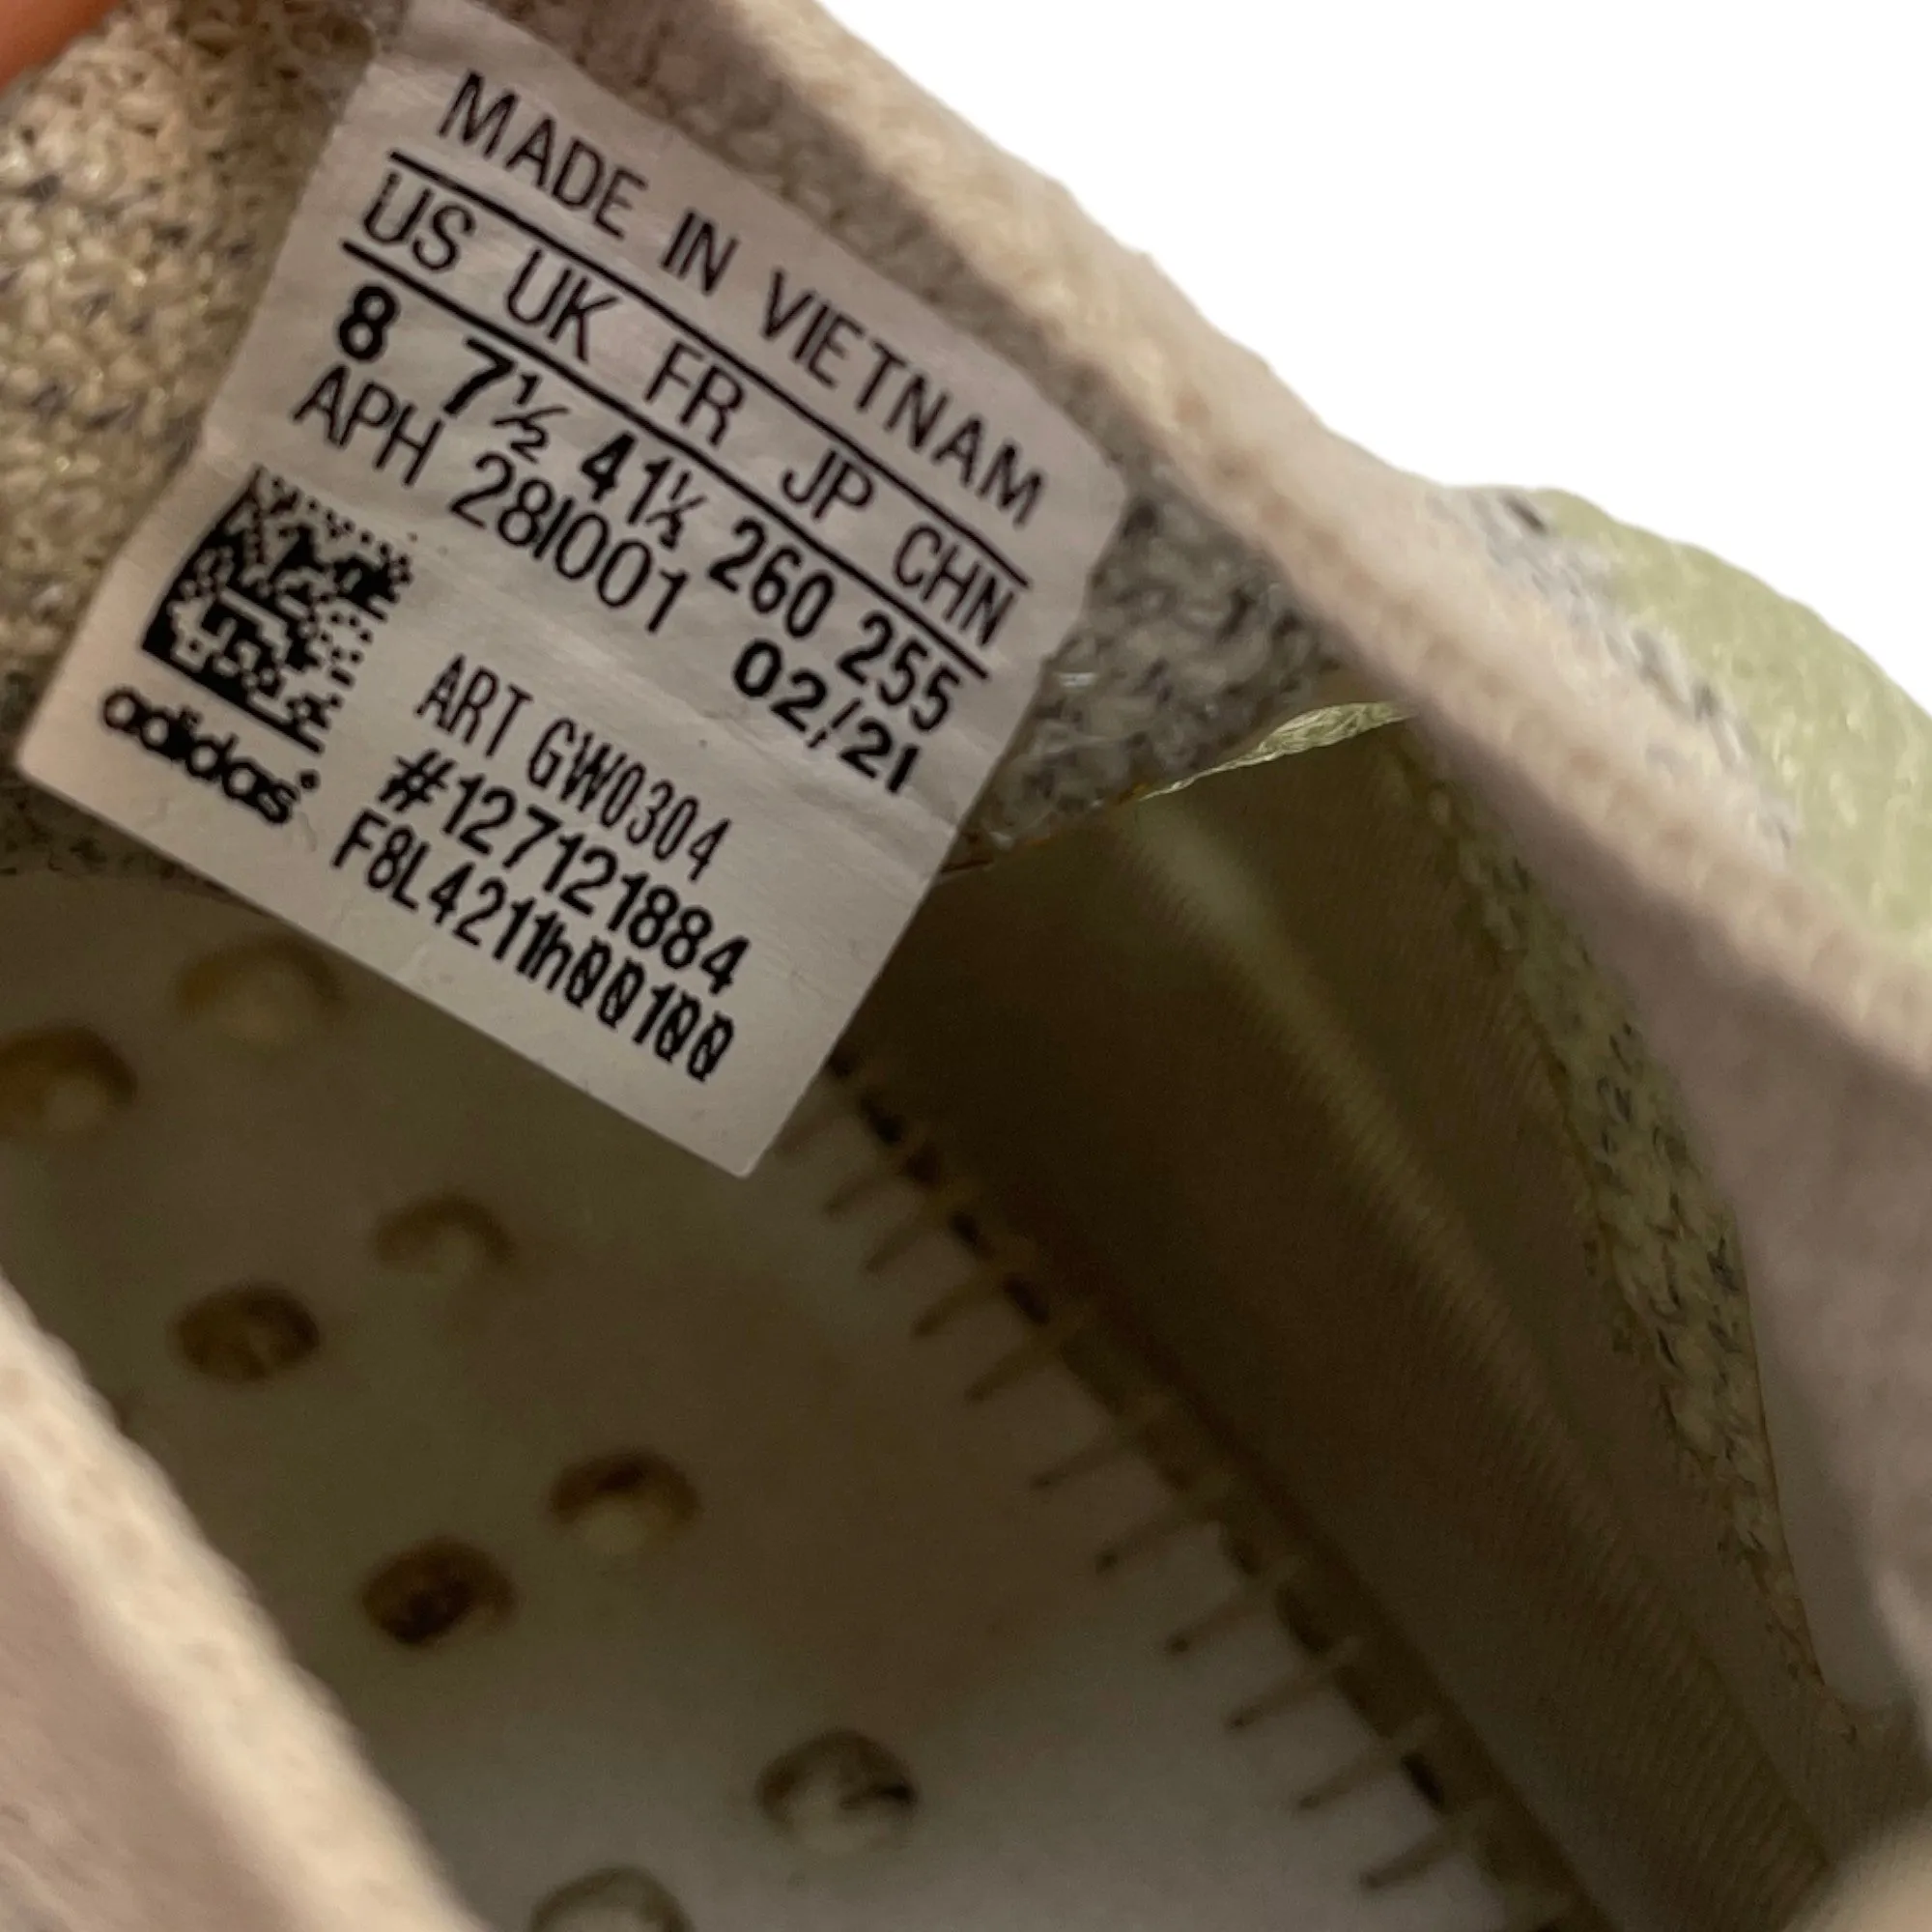 MADE IN VIETNAM
US UK FR JP CHN
8 7½ 41⅓ 260 255
APH 28I001 02/21
ART GW0304
#127121884
F8L4211h00100
adidas